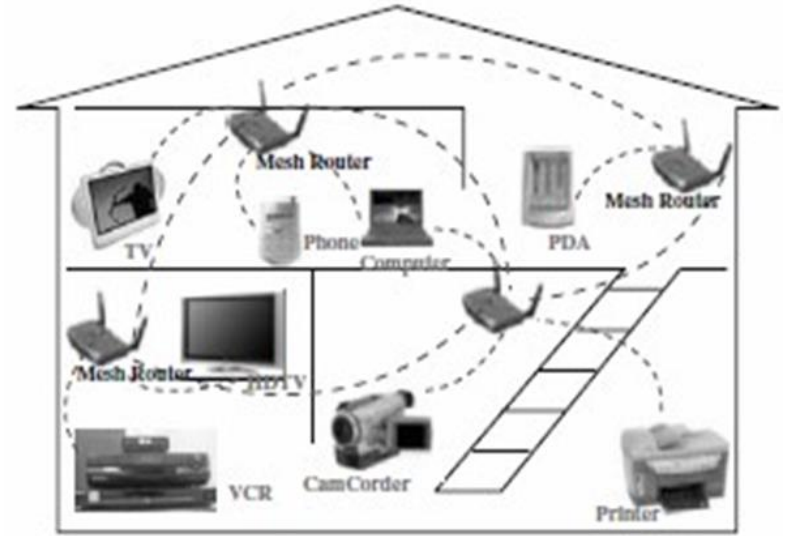 Mesh Router
Mesh Router
TV
Phone
Computer
PDA
Mesh Router
HDTV
VCR
CamCorder
Printer